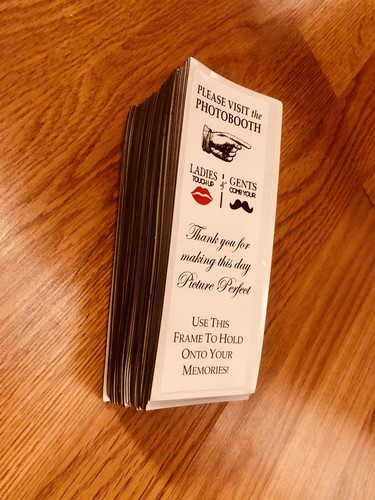 PLEASE VISIT the
PHOTOBOOTH
LADIES & GENTS
TOUCH UP COMB YOUR
Thank you for
making this day
Picture Perfect
USE THIS
FRAME TO HOLD
ONTO YOUR
MEMORIES!